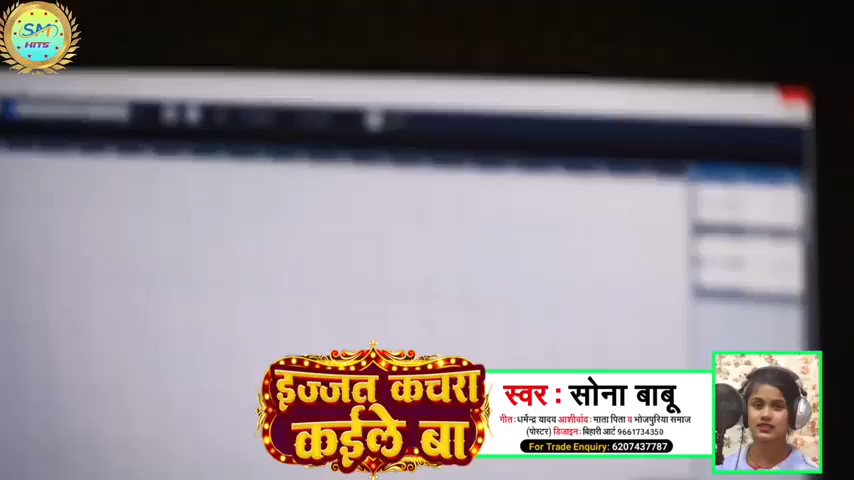 SM
HITS
इज्जत कचरा
कईले बा
स्वर : सोना बाबू
गीत : धर्मेन्द्र यादव आशीर्वाद : माता पिता व भोजपुरिया समाज
(पोस्टर) डिजाइन : बिहारी आर्ट 9661734350
For Trade Enquiry: 6207437787